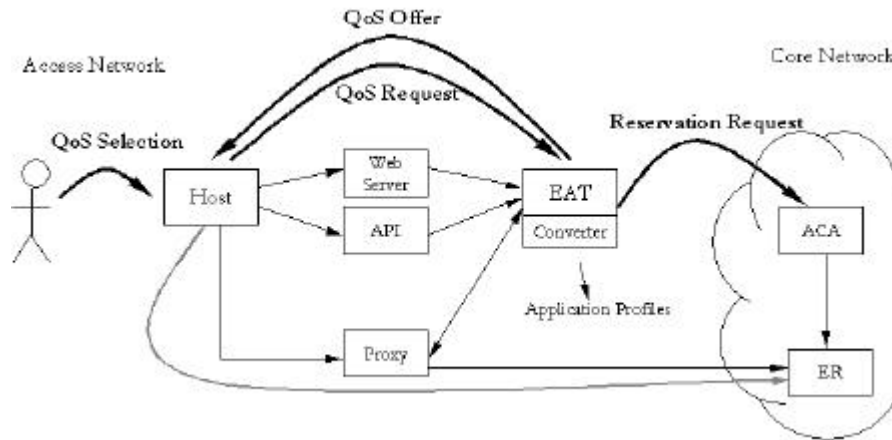 QoS Offer
Access Network
Core Network
QoS Request
Reservation Request
QoS Selection
Web
Server
Host
EAT
API
Converter
ACA
Application Profiles
Proxy
ER